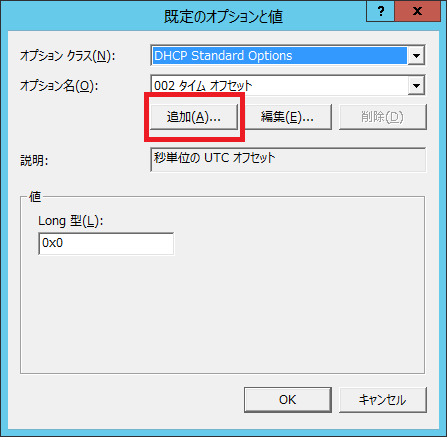 既定のオプションと値
? x
オプション クラス(N): DHCP Standard Options
オプション名(O): 002 タイム オフセット
追加(A)... 編集(E)... 削除(D)
説明: 秒単位の UTC オフセット
値
Long 型(L):
0x0
OK キャンセル